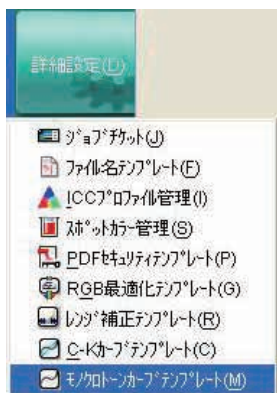 詳細設定(D)
ｼﾞｮﾌﾞﾁｹｯﾄ(J)
ﾌｧｲﾙ名ﾃﾝﾌﾟﾚｰﾄ(F)
ICCﾌﾟﾛﾌｧｲﾙ管理(I)
ｽﾎﾟｯﾄｶﾗｰ管理(S)
PDFｾｷｭﾘﾃｨﾃﾝﾌﾟﾚｰﾄ(P)
RGB最適化ﾃﾝﾌﾟﾚｰﾄ(G)
ﾚﾝｼﾞ補正ﾃﾝﾌﾟﾚｰﾄ(R)
C-Kｶｰﾌﾞﾃﾝﾌﾟﾚｰﾄ(C)
ﾓﾉｸﾛﾄｰﾝｶｰﾌﾞﾃﾝﾌﾟﾚｰﾄ(M)